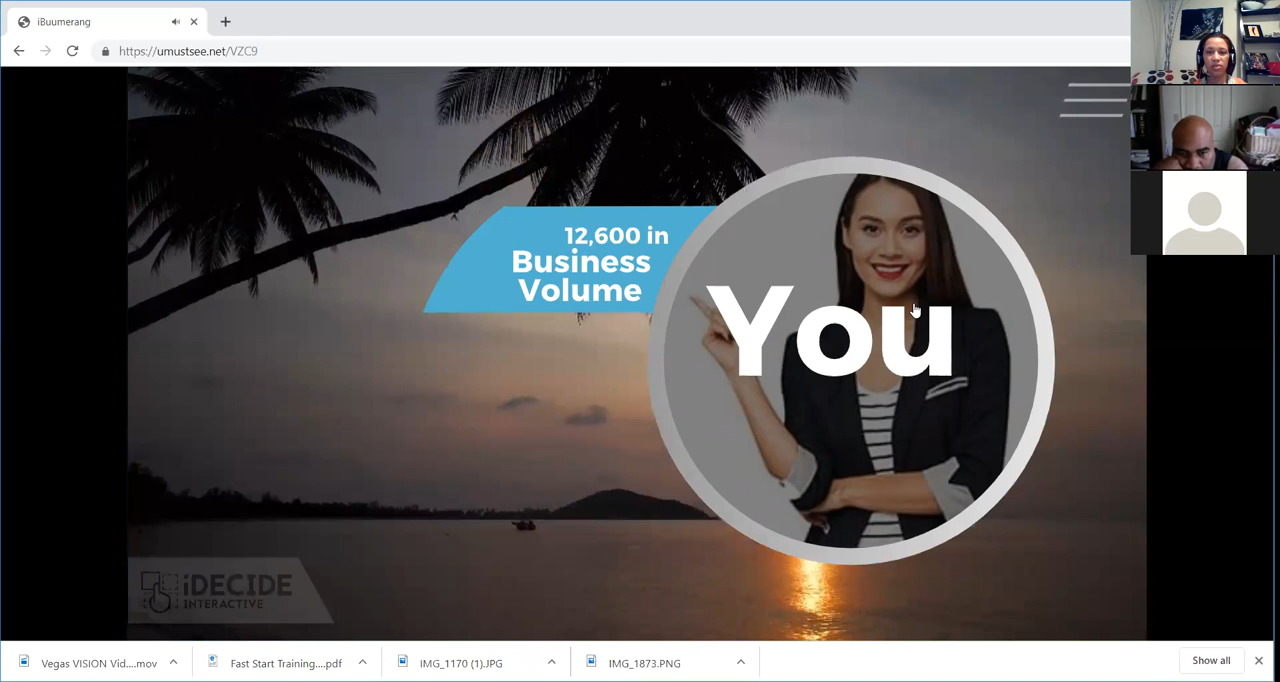 iBuumerang
https://umustsee.net/VZC9
12,600 in
Business
Volume
You
iDECIDE
INTERACTIVE
Vegas VISION Vid....mov
Fast Start Training....pdf
IMG_1170 (1).JPG
IMG_1873.PNG
Show all